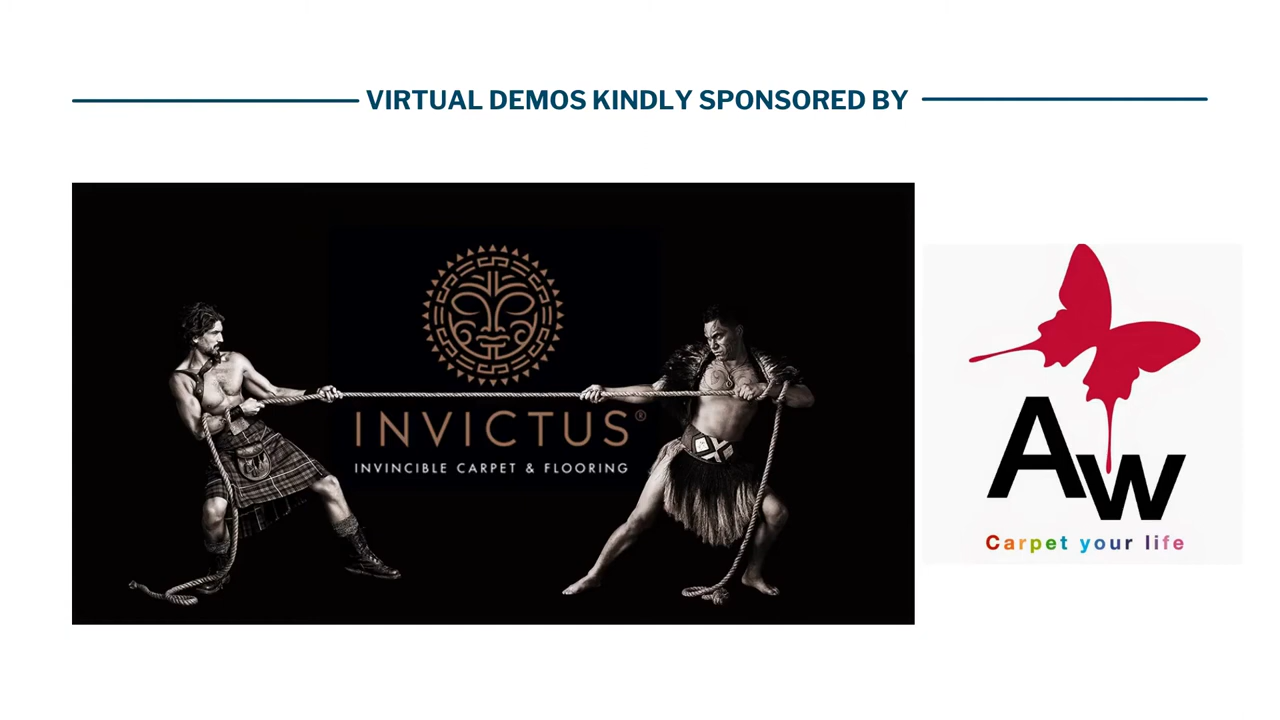 VIRTUAL DEMOS KINDLY SPONSORED BY
INVICTUS®
INVINCIBLE CARPET & FLOORING
AW
Carpet your life